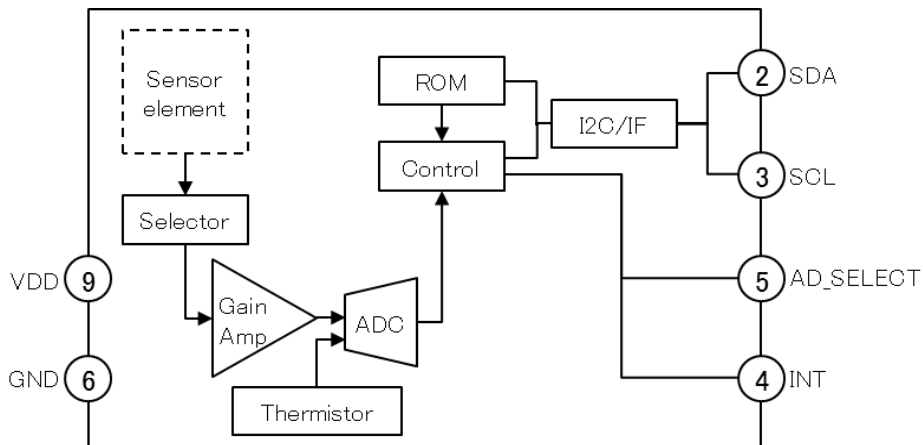 Sensor
element
ROM
I2C/IF
2 SDA
Control
3 SCL
Selector
VDD 9
5 AD_SELECT
Gain
Amp
ADC
GND 6
4 INT
Thermistor